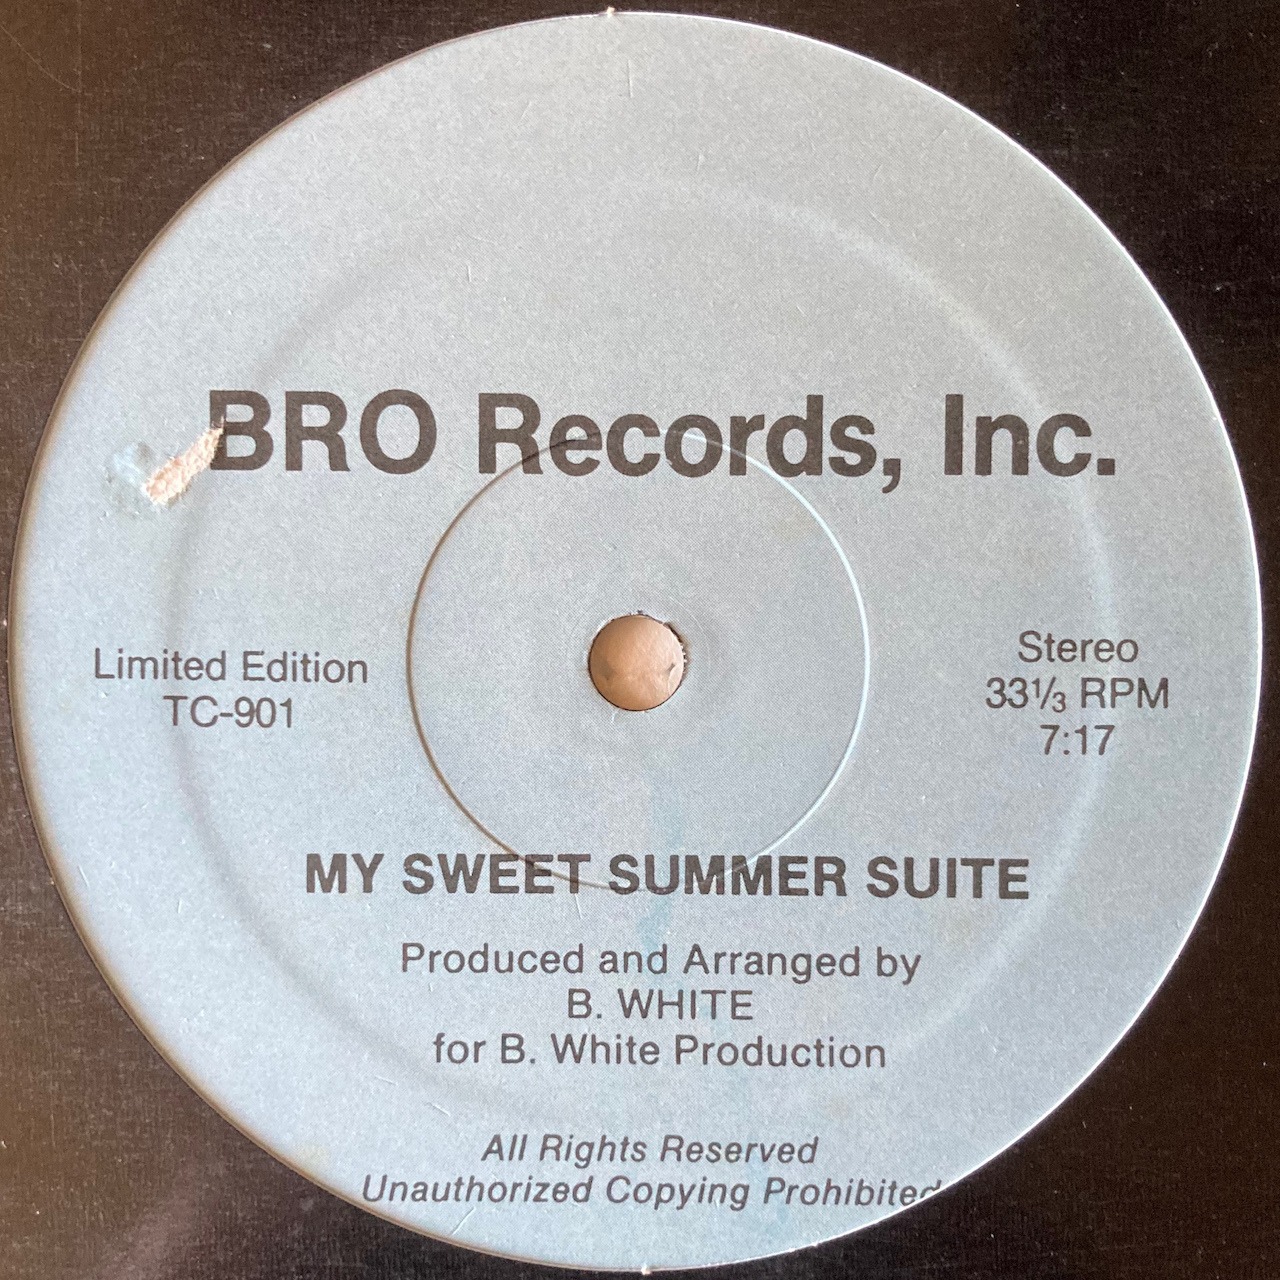 BRO Records, Inc.
Limited Edition
TC-901
Stereo
33⅓ RPM
7:17
MY SWEET SUMMER SUITE
Produced and Arranged by
B. WHITE
for B. White Production
All Rights Reserved
Unauthorized Copying Prohibited